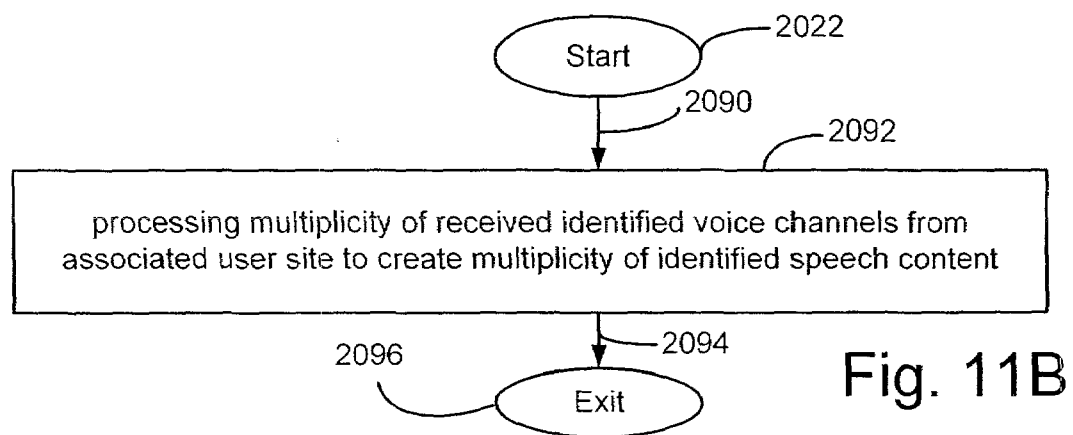 Start
2022
2090
2092
processing multiplicity of received identified voice channels from
associated user site to create multiplicity of identified speech content
2094
2096
Exit
Fig. 11B